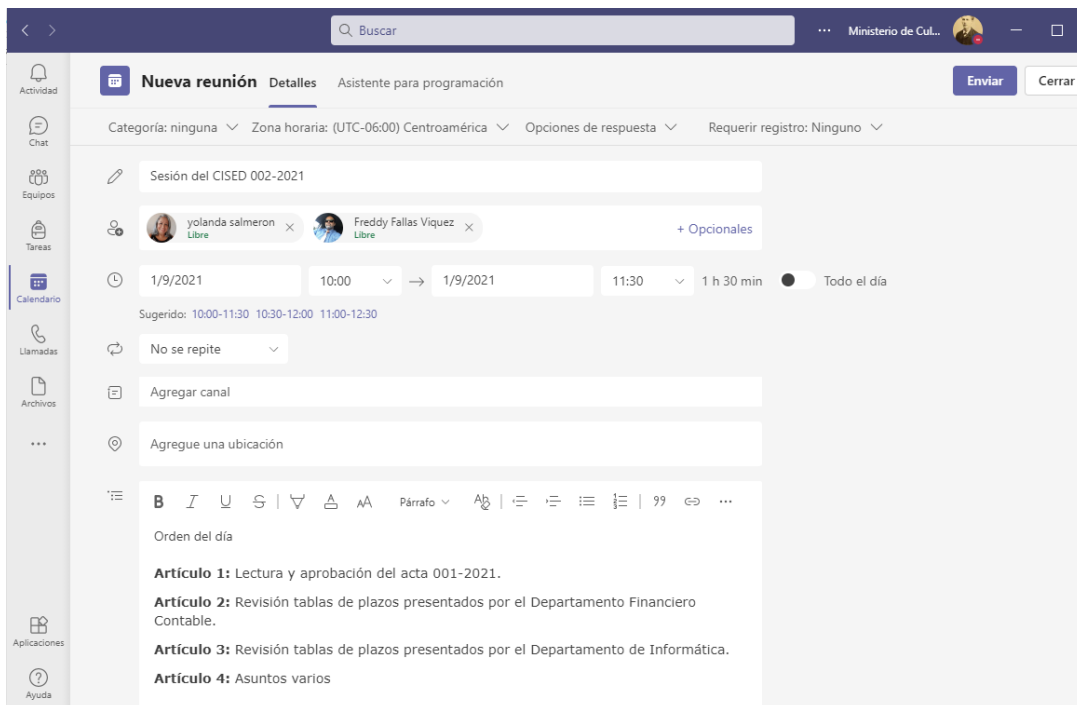 Buscar
Ministerio de Cul...
Actividad
Chat
Equipos
Tareas
Calendario
Llamadas
Archivos
Aplicaciones
Ayuda
Nueva reunión Detalles Asistente para programación
Enviar Cerrar
Categoría: ninguna Zona horaria: (UTC-06:00) Centroamérica Opciones de respuesta Requerir registro: Ninguno
Sesión del CISED 002-2021
yolanda salmeron
Libre
Freddy Fallas Viquez
Libre
+ Opcionales
1/9/2021 10:00 → 1/9/2021 11:30 1 h 30 min Todo el día
Sugerido: 10:00-11:30 10:30-12:00 11:00-12:30
No se repite
Agregar canal
Agregue una ubicación
B I U S A AA Párrafo Ab
Orden del día
Artículo 1: Lectura y aprobación del acta 001-2021.
Artículo 2: Revisión tablas de plazos presentados por el Departamento Financiero
Contable.
Artículo 3: Revisión tablas de plazos presentados por el Departamento de Informática.
Artículo 4: Asuntos varios